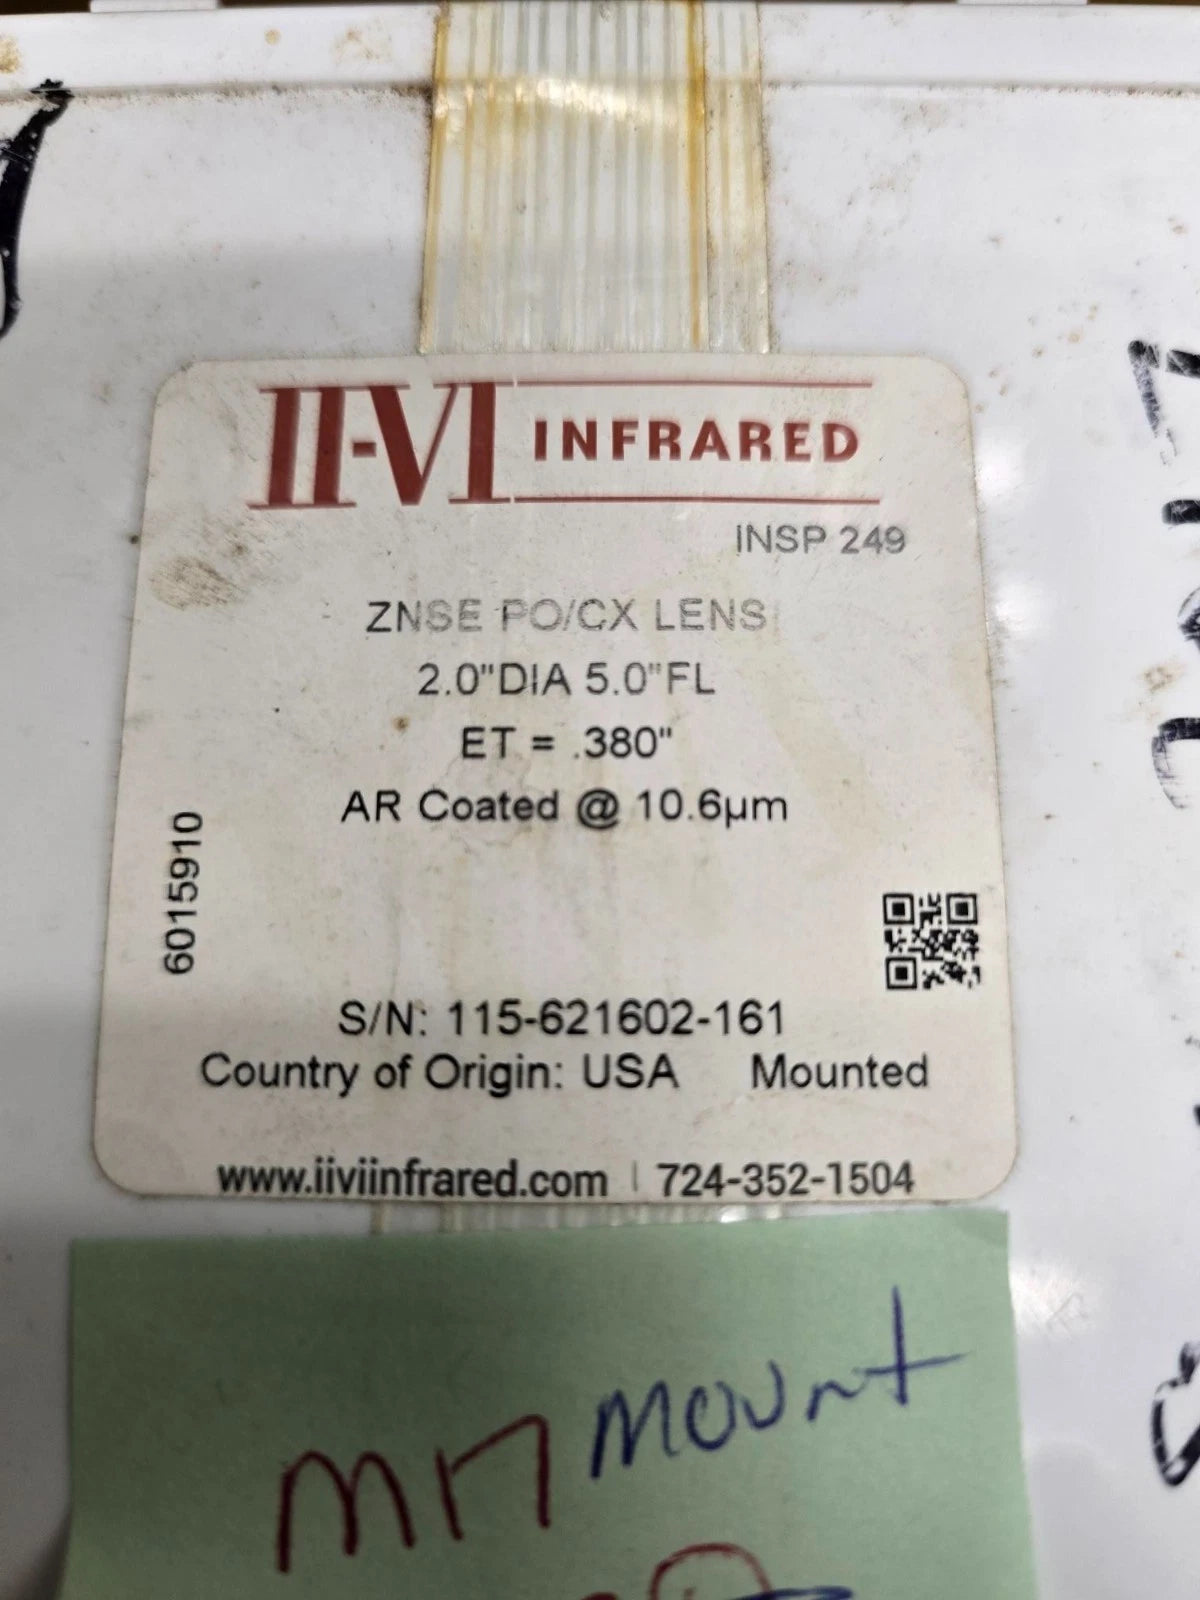 II-VI INFRARED
INSP 249
ZNSE PO/CX LENS
2.0"DIA 5.0"FL
ET = .380"
AR Coated @ 10.6µm
6015910
S/N: 115-621602-161
Country of Origin: USA Mounted
www.iiviinfrared.com | 724-352-1504
Mount